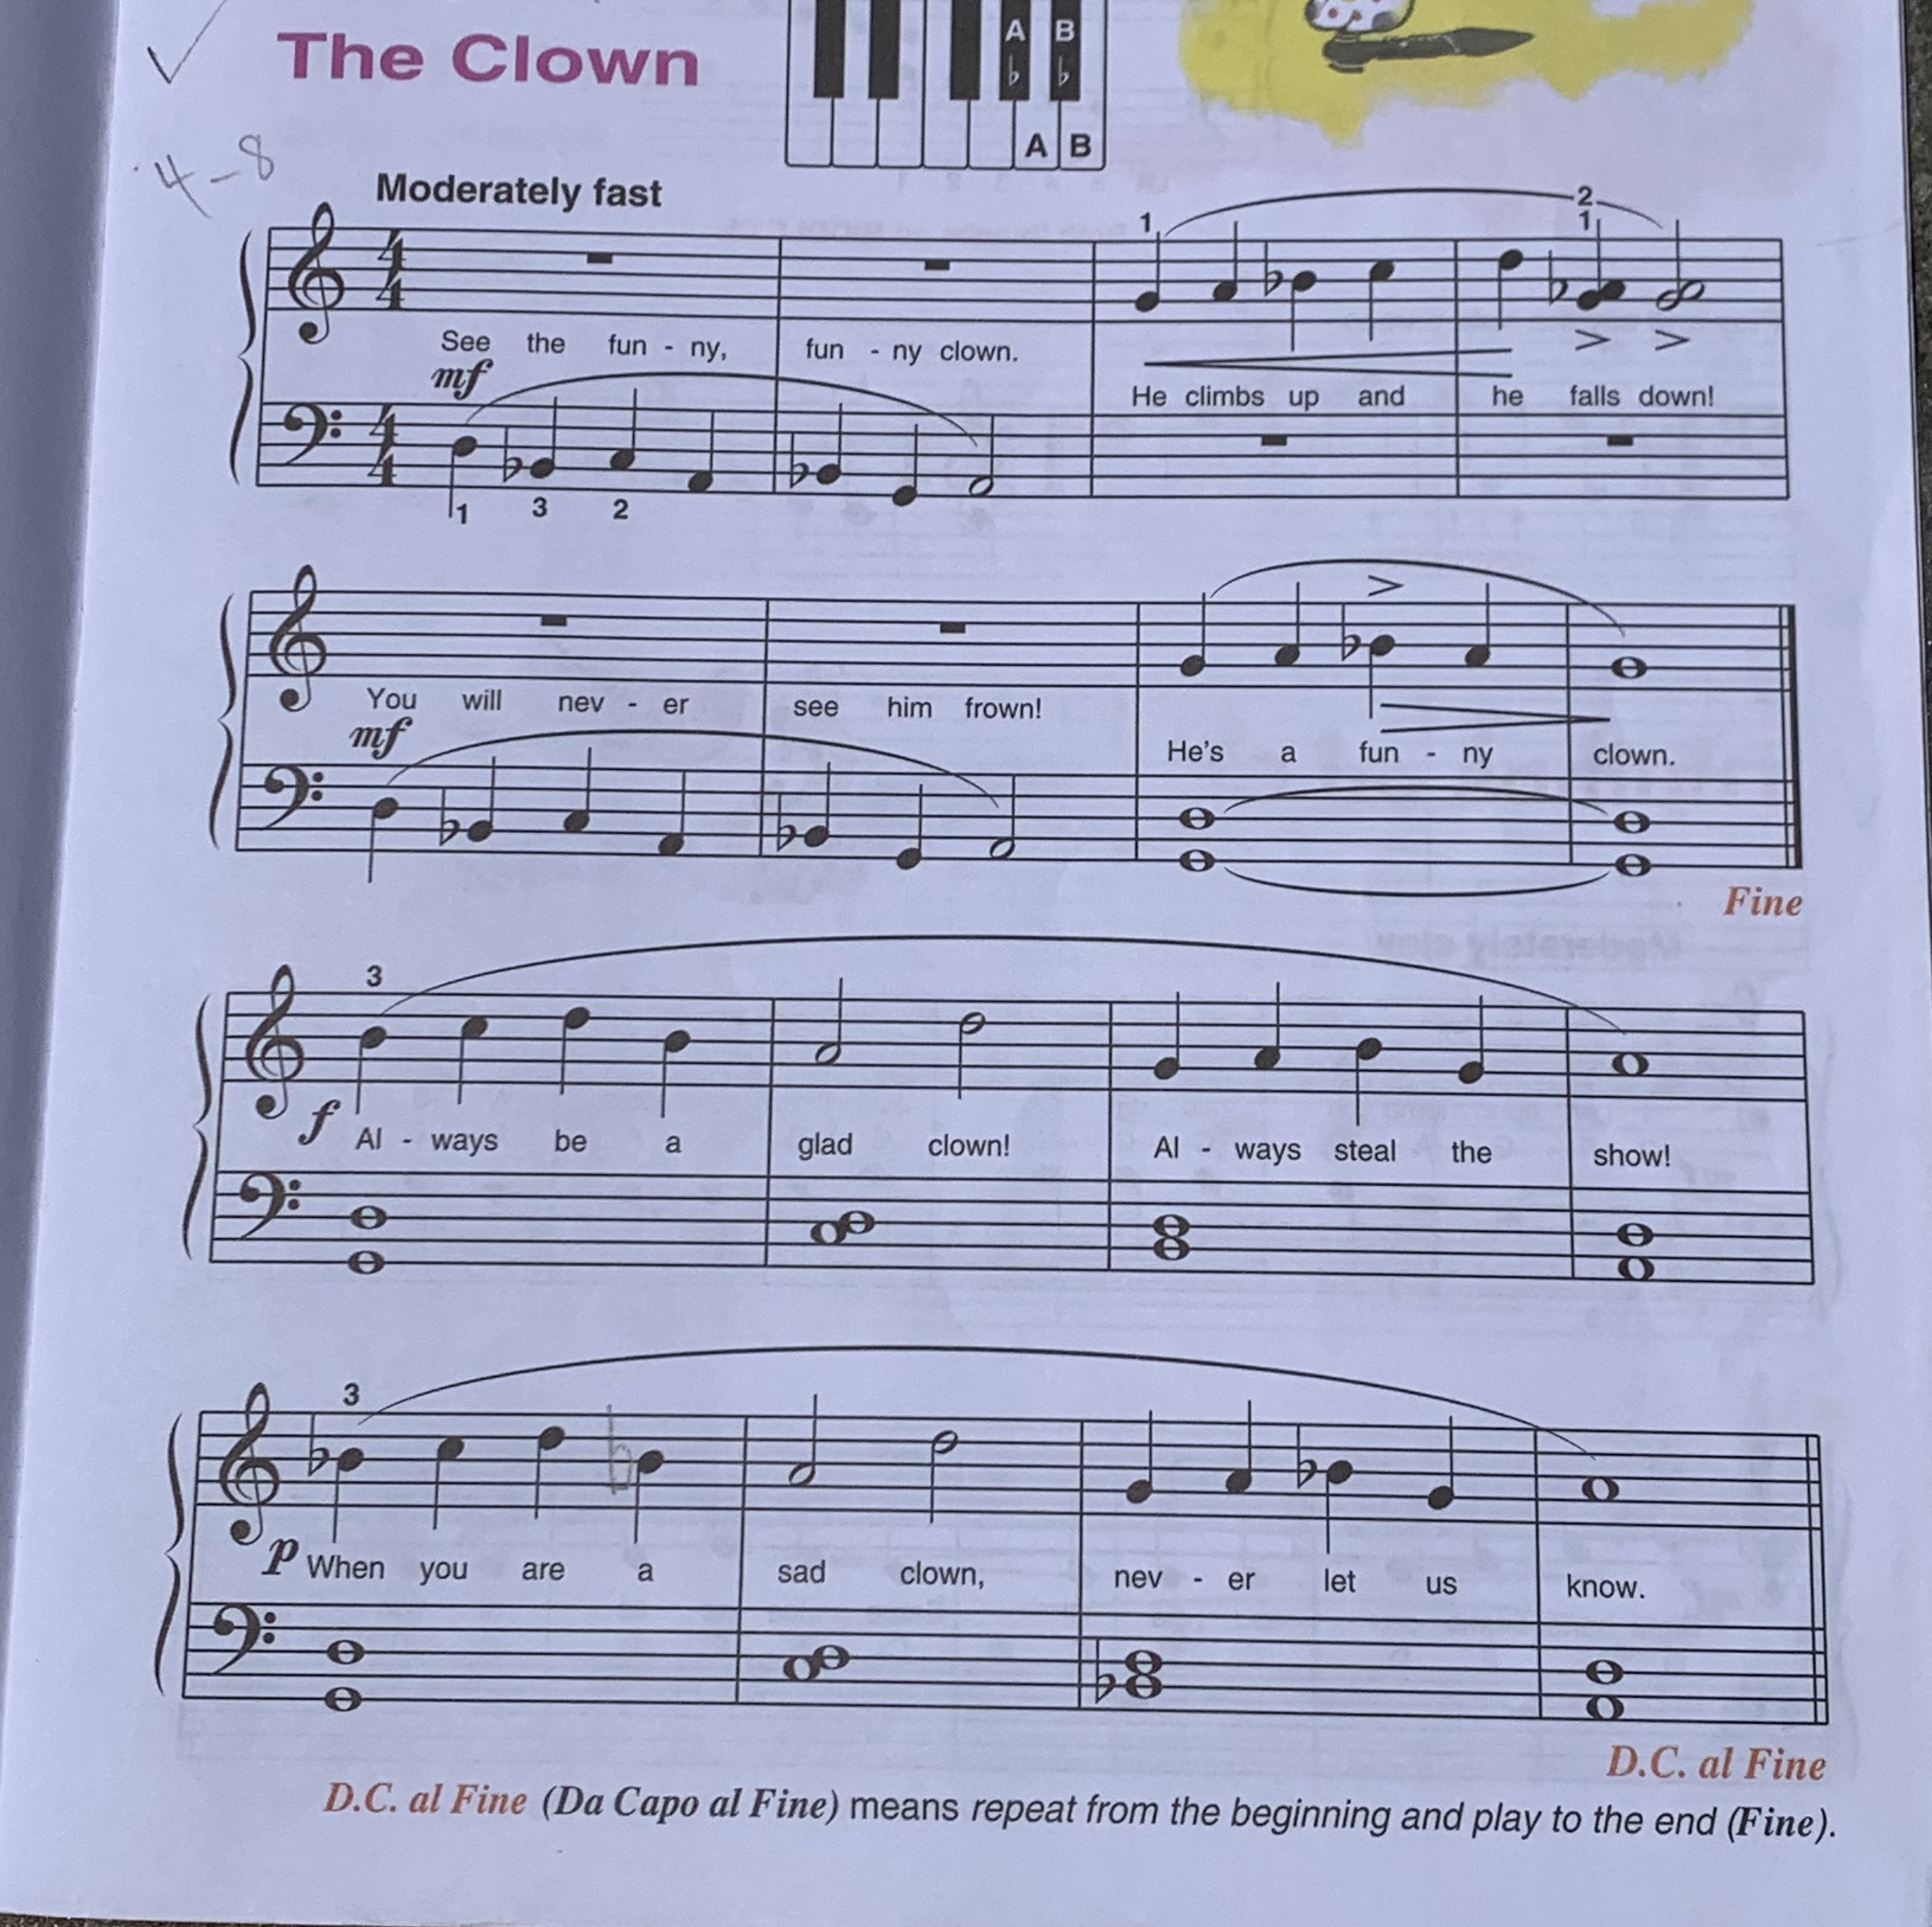 The Clown
A B
♭ ♭
A B
4-8
Moderately fast
1 2
1
4 4
See the fun - ny, fun - ny clown.
mf
He climbs up and he falls down!
4 4
1 3 2
>
You will nev - er see him frown!
mf
He's a fun - ny clown.
Fine
3
f Al - ways be a glad clown! Al - ways steal the show!
3
p When you are a sad clown, nev - er let us know.
D.C. al Fine
D.C. al Fine (Da Capo al Fine) means repeat from the beginning and play to the end (Fine).